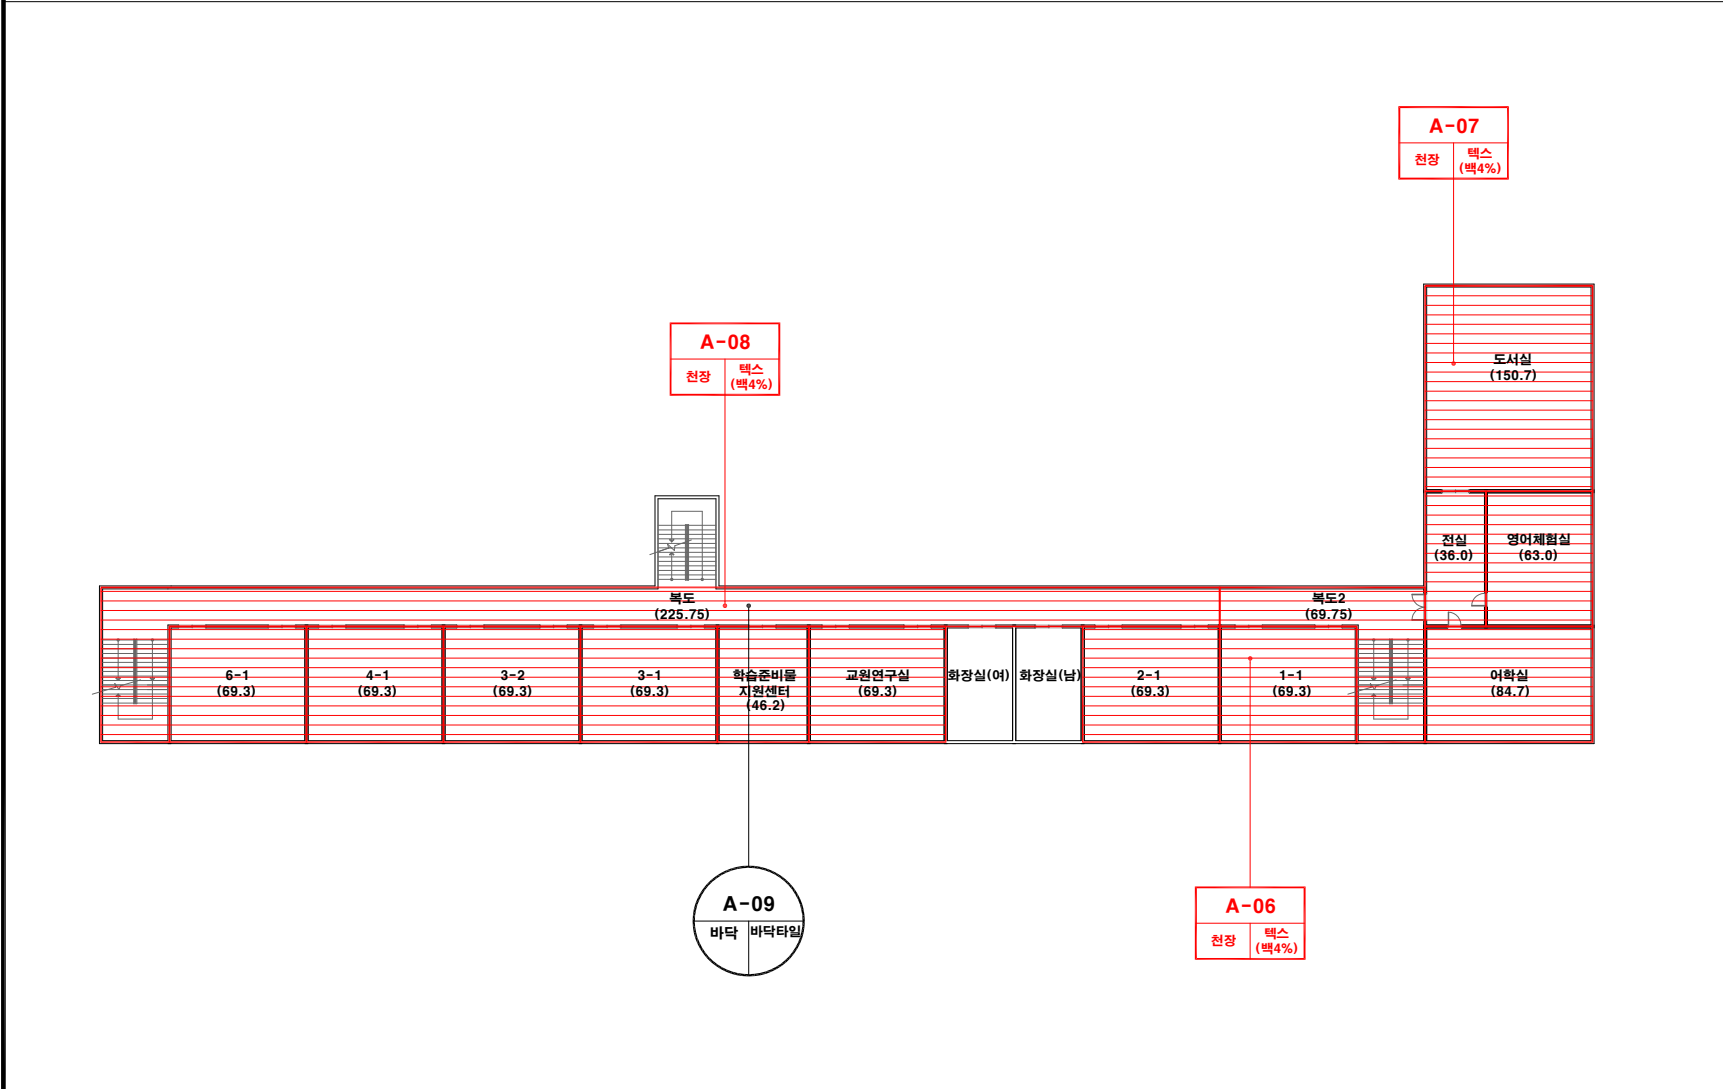 A-07
천장
텍스
(백4%)
A-08
천장
텍스
(백4%)
도서실
(150.7)
전실
(36.0)
영어체험실
(63.0)
복도
(225.75)
복도2
(69.75)
6-1
(69.3)
4-1
(69.3)
3-2
(69.3)
3-1
(69.3)
학습준비물
지원센터
(46.2)
교원연구실
(69.3)
화장실(여)
화장실(남)
2-1
(69.3)
1-1
(69.3)
어학실
(84.7)
A-09
바닥
바닥타일
A-06
천장
텍스
(백4%)